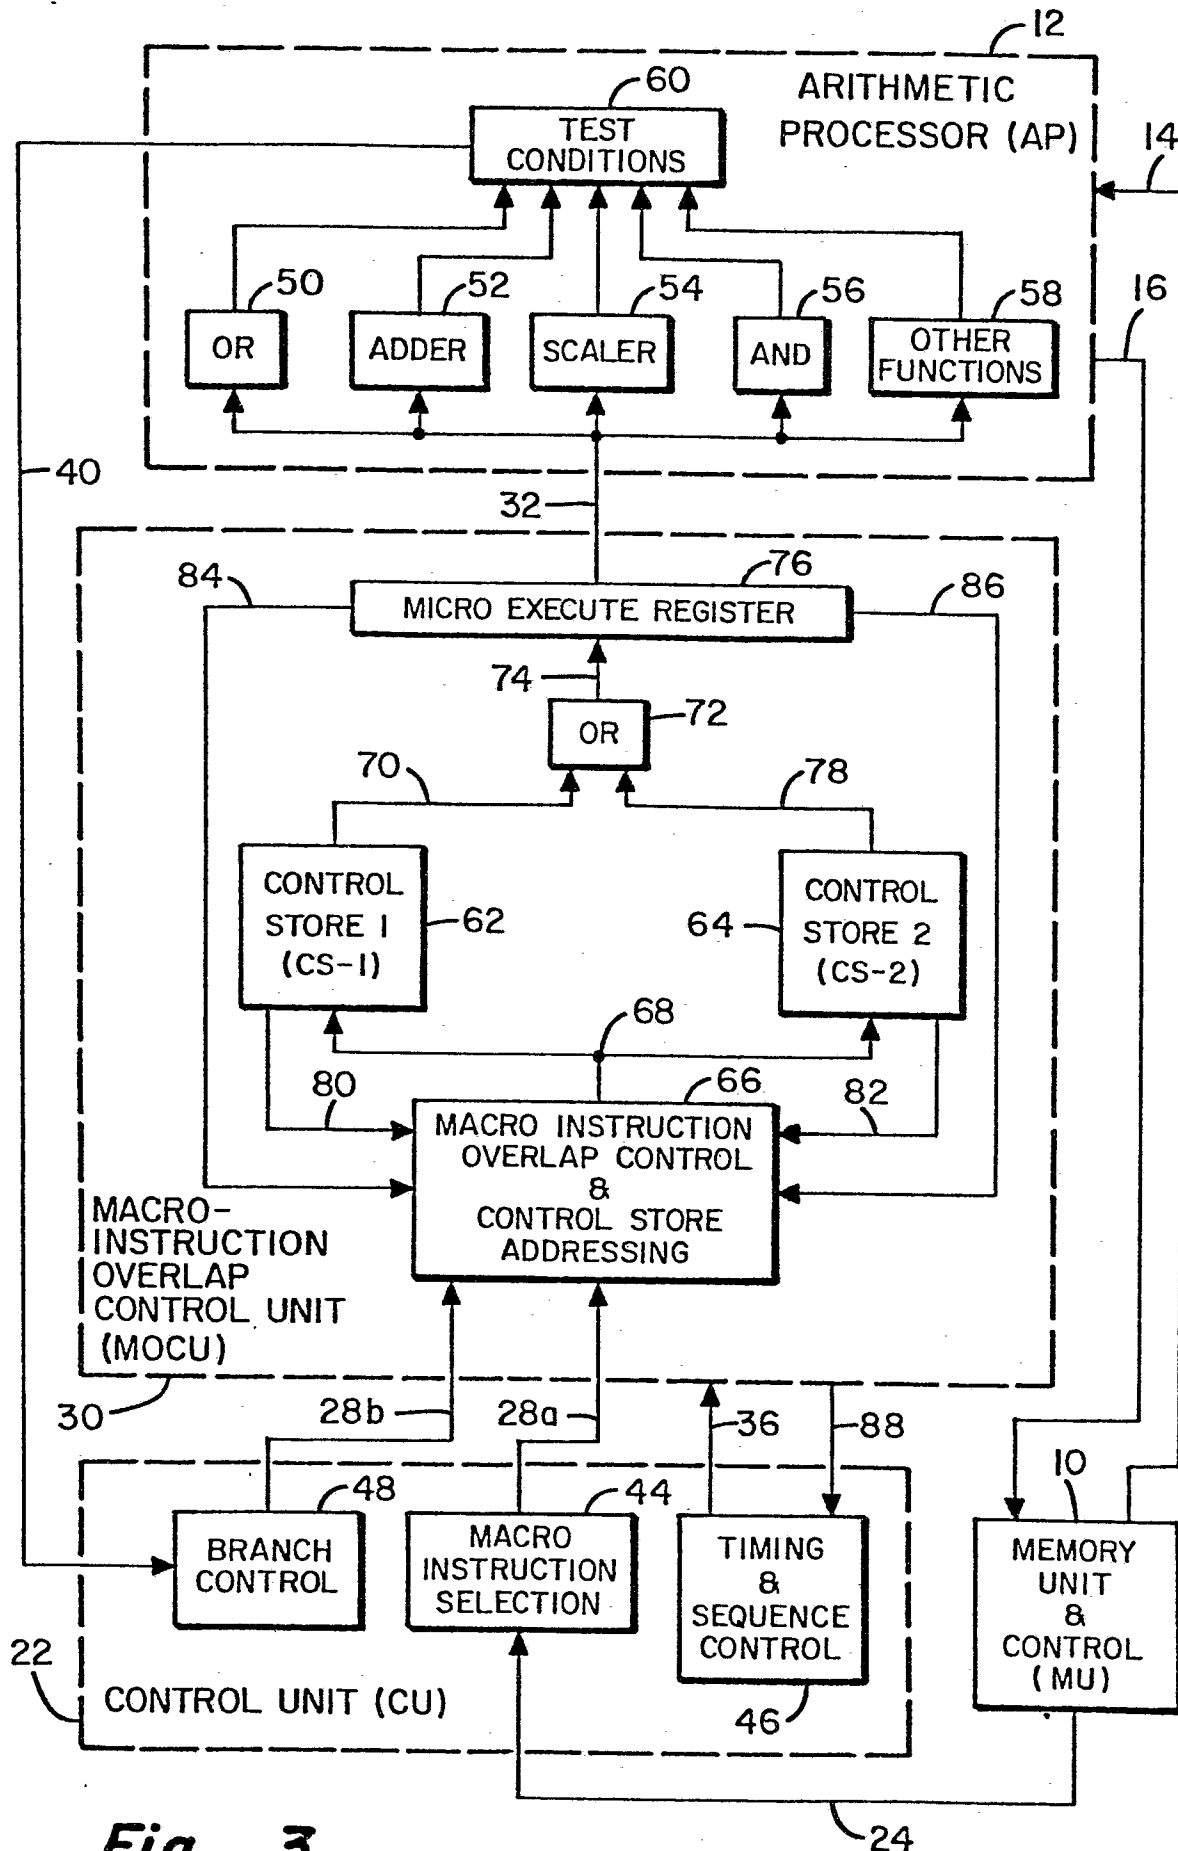 12
ARITHMETIC
PROCESSOR (AP)
60
TEST
CONDITIONS
14
16
50
OR
52
ADDER
54
SCALER
56
AND
58
OTHER
FUNCTIONS
40
32
76
MICRO EXECUTE REGISTER
84
86
74
OR
72
70
78
CONTROL
STORE 1
(CS-1)
62
64
CONTROL
STORE 2
(CS-2)
68
80
66
82
MACRO INSTRUCTION
OVERLAP CONTROL
&
CONTROL STORE
ADDRESSING
MACRO-
INSTRUCTION
OVERLAP
CONTROL UNIT
(MOCU)
30
28b
28a
36
88
10
48
BRANCH
CONTROL
44
MACRO
INSTRUCTION
SELECTION
TIMING
&
SEQUENCE
CONTROL
46
MEMORY
UNIT
&
CONTROL
(MU)
22
CONTROL UNIT (CU)
24
Fig. 3